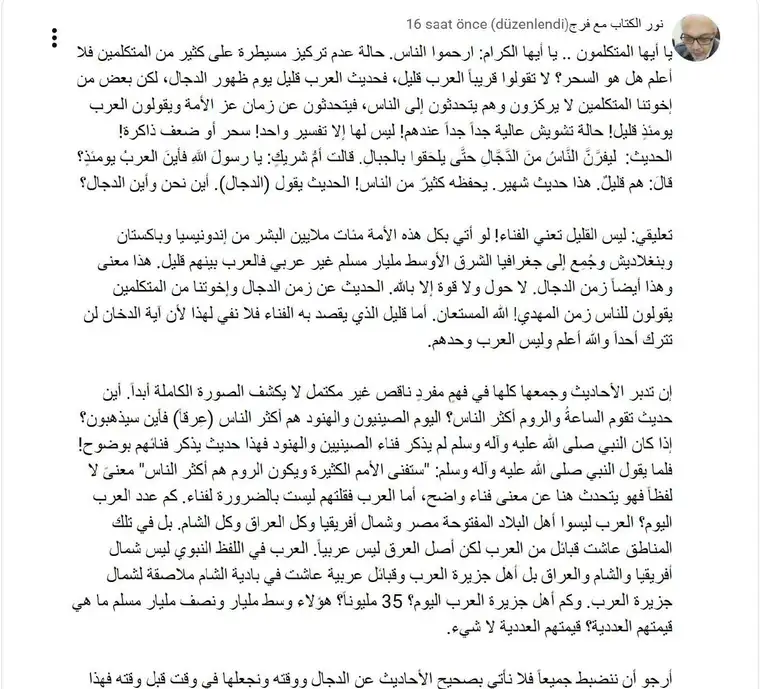 نور الكتاب مع فرج 16 saat önce (düzenlendi)
يا أيها المتكلمون .. يا أيها الكرام: ارحموا الناس. حالة عدم تركيز مسيطرة على كثير من المتكلمين فلا
أعلم هل هو السحر؟ لا تقولوا قريباً العرب قليل، فحديث العرب قليل يوم ظهور الدجال، لكن بعض من
إخوتنا المتكلمين لا يركزون وهم يتحدثون إلى الناس، فيتحدثون عن زمان عز الأمة ويقولون العرب
يومئذٍ قليل! حالة تشويش عالية جداً جداً عندهم! ليس لها إلا تفسير واحد! سحر أو ضعف ذاكرة!
الحديث: ليفرَّنَّ النَّاسُ منَ الدَّجَّالِ حتَّى يلحَقوا بالجبالِ. قالت أمُّ شريكٍ: يا رسولَ اللهِ فأينَ العربُ يومئذٍ؟
قالَ: هم قليلٌ. هذا حديث شهير. يحفظه كثيرٌ من الناس! الحديث يقول (الدجال). أين نحن وأين الدجال؟
تعليقي: ليس القليل تعني الفناء! لو أتي بكل هذه الأمة مئات ملايين البشر من إندونيسيا وباكستان
وبنغلاديش وجُمِع إلى جغرافيا الشرق الأوسط مليار مسلم غير عربي فالعرب بينهم قليل. هذا معنى
وهذا أيضاً زمن الدجال. لا حول ولا قوة إلا بالله. الحديث عن زمن الدجال وإخوتنا من المتكلمين
يقولون للناس زمن المهدي! الله المستعان. أما قليل الذي يقصد به الفناء فلا نفي لهذا لأن آية الدخان لن
تترك أحداً والله أعلم وليس العرب وحدهم.
إن تدبر الأحاديث وجمعها كلها في فهمٍ مفردٍ ناقص غير مكتمل لا يكشف الصورة الكاملة أبداً. أين
حديث تقوم الساعةُ والروم أكثر الناس؟ اليوم الصينيون والهنود هم أكثر الناس (عِرقاً) فأين سيذهبون؟
إذا كان النبي صلى الله عليه وآله وسلم لم يذكر فناء الصينيين والهنود فهذا حديث يذكر فنائهم بوضوح!
فلما يقول النبي صلى الله عليه وآله وسلم: "ستفنى الأمم الكثيرة ويكون الروم هم أكثر الناس" معنىً لا
لفظاً فهو يتحدث هنا عن معنى فناء واضح، أما العرب فقلتهم ليست بالضرورة لفناء. كم عدد العرب
اليوم؟ العرب ليسوا أهل البلاد المفتوحة مصر وشمال أفريقيا وكل العراق وكل الشام. بل في تلك
المناطق عاشت قبائل من العرب لكن أصل العرق ليس عربياً. العرب في اللفظ النبوي ليس شمال
أفريقيا والشام والعراق بل أهل جزيرة العرب وقبائل عربية عاشت في بادية الشام ملاصقة لشمال
جزيرة العرب. وكم أهل جزيرة العرب اليوم؟ 35 مليوناً؟ هؤلاء وسط مليار ونصف مليار مسلم ما هي
قيمتهم العددية؟ قيمتهم العددية لا شيء.
أرجو أن ننضبط جميعاً فلا نأتي بصحيح الأحاديث عن الدجال ووقته ونجعلها في وقت قبل وقته فهذا